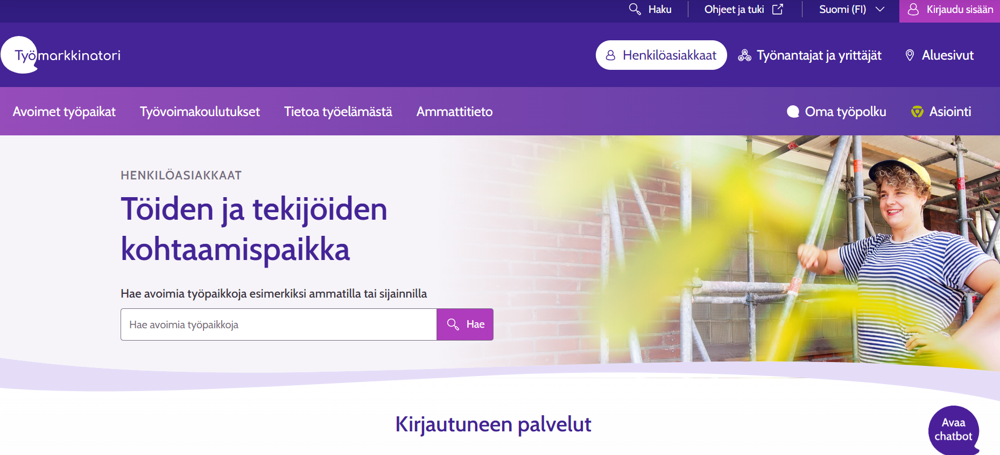 Haku
Ohjeet ja tuki
Suomi (FI)
Kirjaudu sisään
Työmarkkinatori
Henkilöasiakkaat
Työnantajat ja yrittäjät
Aluesivut
Avoimet työpaikat
Työvoimakoulutukset
Tietoa työelämästä
Ammattitieto
Oma työpolku
Asiointi
HENKILÖASIAKKAAT
Töiden ja tekijöiden
kohtaamispaikka
Hae avoimia työpaikkoja esimerkiksi ammatilla tai sijainnilla
Hae avoimia työpaikkoja
Hae
Kirjautuneen palvelut
Avaa
chatbot